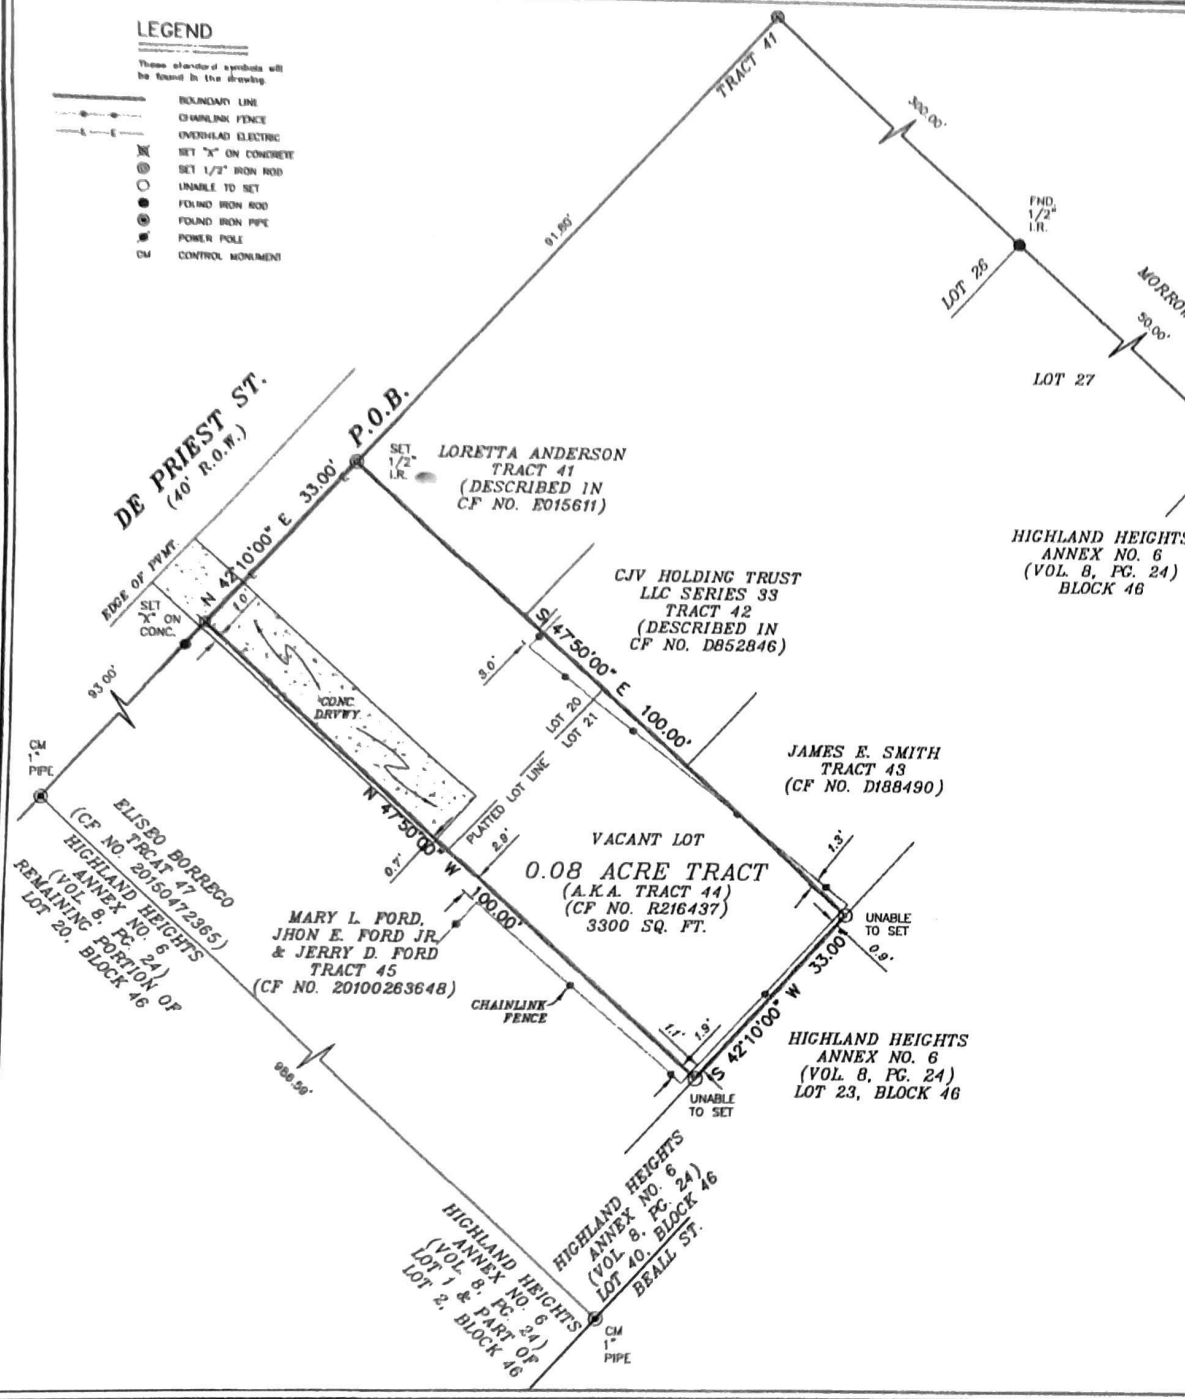 LEGEND
These standard symbols will
be found in the drawing.
BOUNDARY LINE
CHAINLINK FENCE
OVERHEAD ELECTRIC
SET "X" ON CONCRETE
SET 1/2" IRON ROD
UNABLE TO SET
FOUND IRON ROD
FOUND IRON PIPE
POWER POLE
CM CONTROL MONUMENT
TRACT 41
300.00'
91.60'
FND.
1/2"
I.R.
LOT 26
50.00'
LOT 27
DE PRIEST ST.
(40' R.O.W.)
P.O.B.
SET
1/2"
I.R.
LORETTA ANDERSON
TRACT 41
(DESCRIBED IN
CF NO. E015611)
HIGHLAND HEIGHTS
ANNEX NO. 6
(VOL. 8, PG. 24)
BLOCK 46
N 42°10'00" E 33.00'
EDGE OF PVMT.
SET
"X" ON
CONC.
1.0'
CJV HOLDING TRUST
LLC SERIES 33
TRACT 42
(DESCRIBED IN
CF NO. D852846)
S 47°50'00" E 100.00'
3.0'
93.00'
CONC.
DRVWY.
LOT 20
LOT 21
PLATTED LOT LINE
CM
1"
PIPE
JAMES E. SMITH
TRACT 43
(CF NO. D188490)
N 47°50'00" W 100.00'
0.7'
2.9'
1.3'
VACANT LOT
0.08 ACRE TRACT
(A.K.A. TRACT 44)
(CF NO. R216437)
3300 SQ. FT.
ELISEO BORREGO
TRCAT 47
(CF NO. 20150472365)
HIGHLAND HEIGHTS
ANNEX NO. 6
(VOL. 8, PG. 24)
REMAINING PORTION OF
LOT 20, BLOCK 46
MARY L. FORD,
JHON E. FORD JR.
& JERRY D. FORD
TRACT 45
(CF NO. 20100263648)
UNABLE
TO SET
0.9'
CHAINLINK
FENCE
S 42°10'00" W 33.00'
1.1'
1.9'
HIGHLAND HEIGHTS
ANNEX NO. 6
(VOL. 8, PG. 24)
LOT 23, BLOCK 46
UNABLE
TO SET
HIGHLAND HEIGHTS
ANNEX NO. 6
(VOL. 8, PG. 24)
LOT 40, BLOCK 46
BEALL ST.
HIGHLAND HEIGHTS
ANNEX NO. 6
(VOL. 8, PG. 24)
LOT 1 & PART OF
LOT 2, BLOCK 46
CM
1"
PIPE